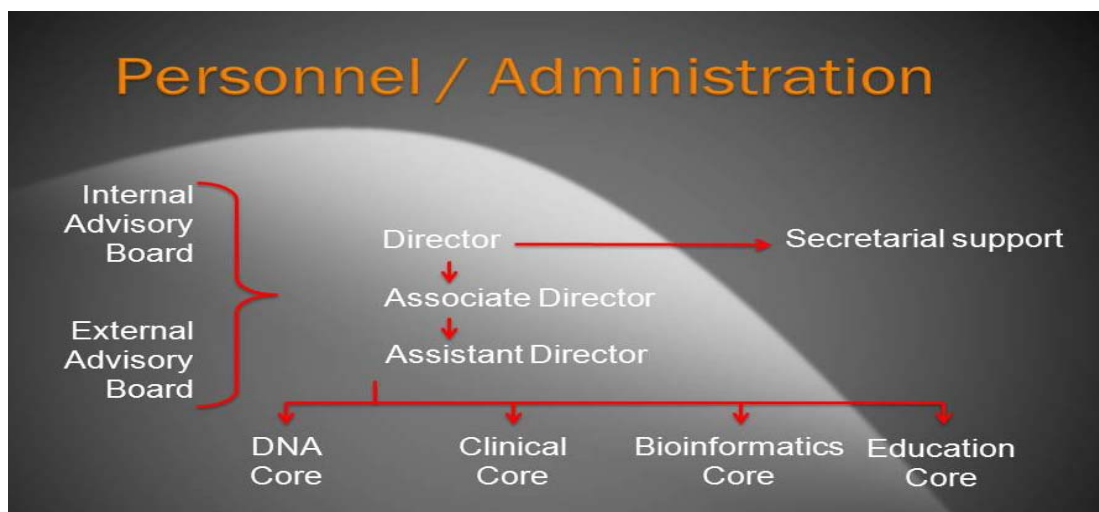 Personnel / Administration
Internal
Advisory
Board
External
Advisory
Board
Director
Secretarial support
Associate Director
Assistant Director
DNA
Core
Clinical
Core
Bioinformatics
Core
Education
Core